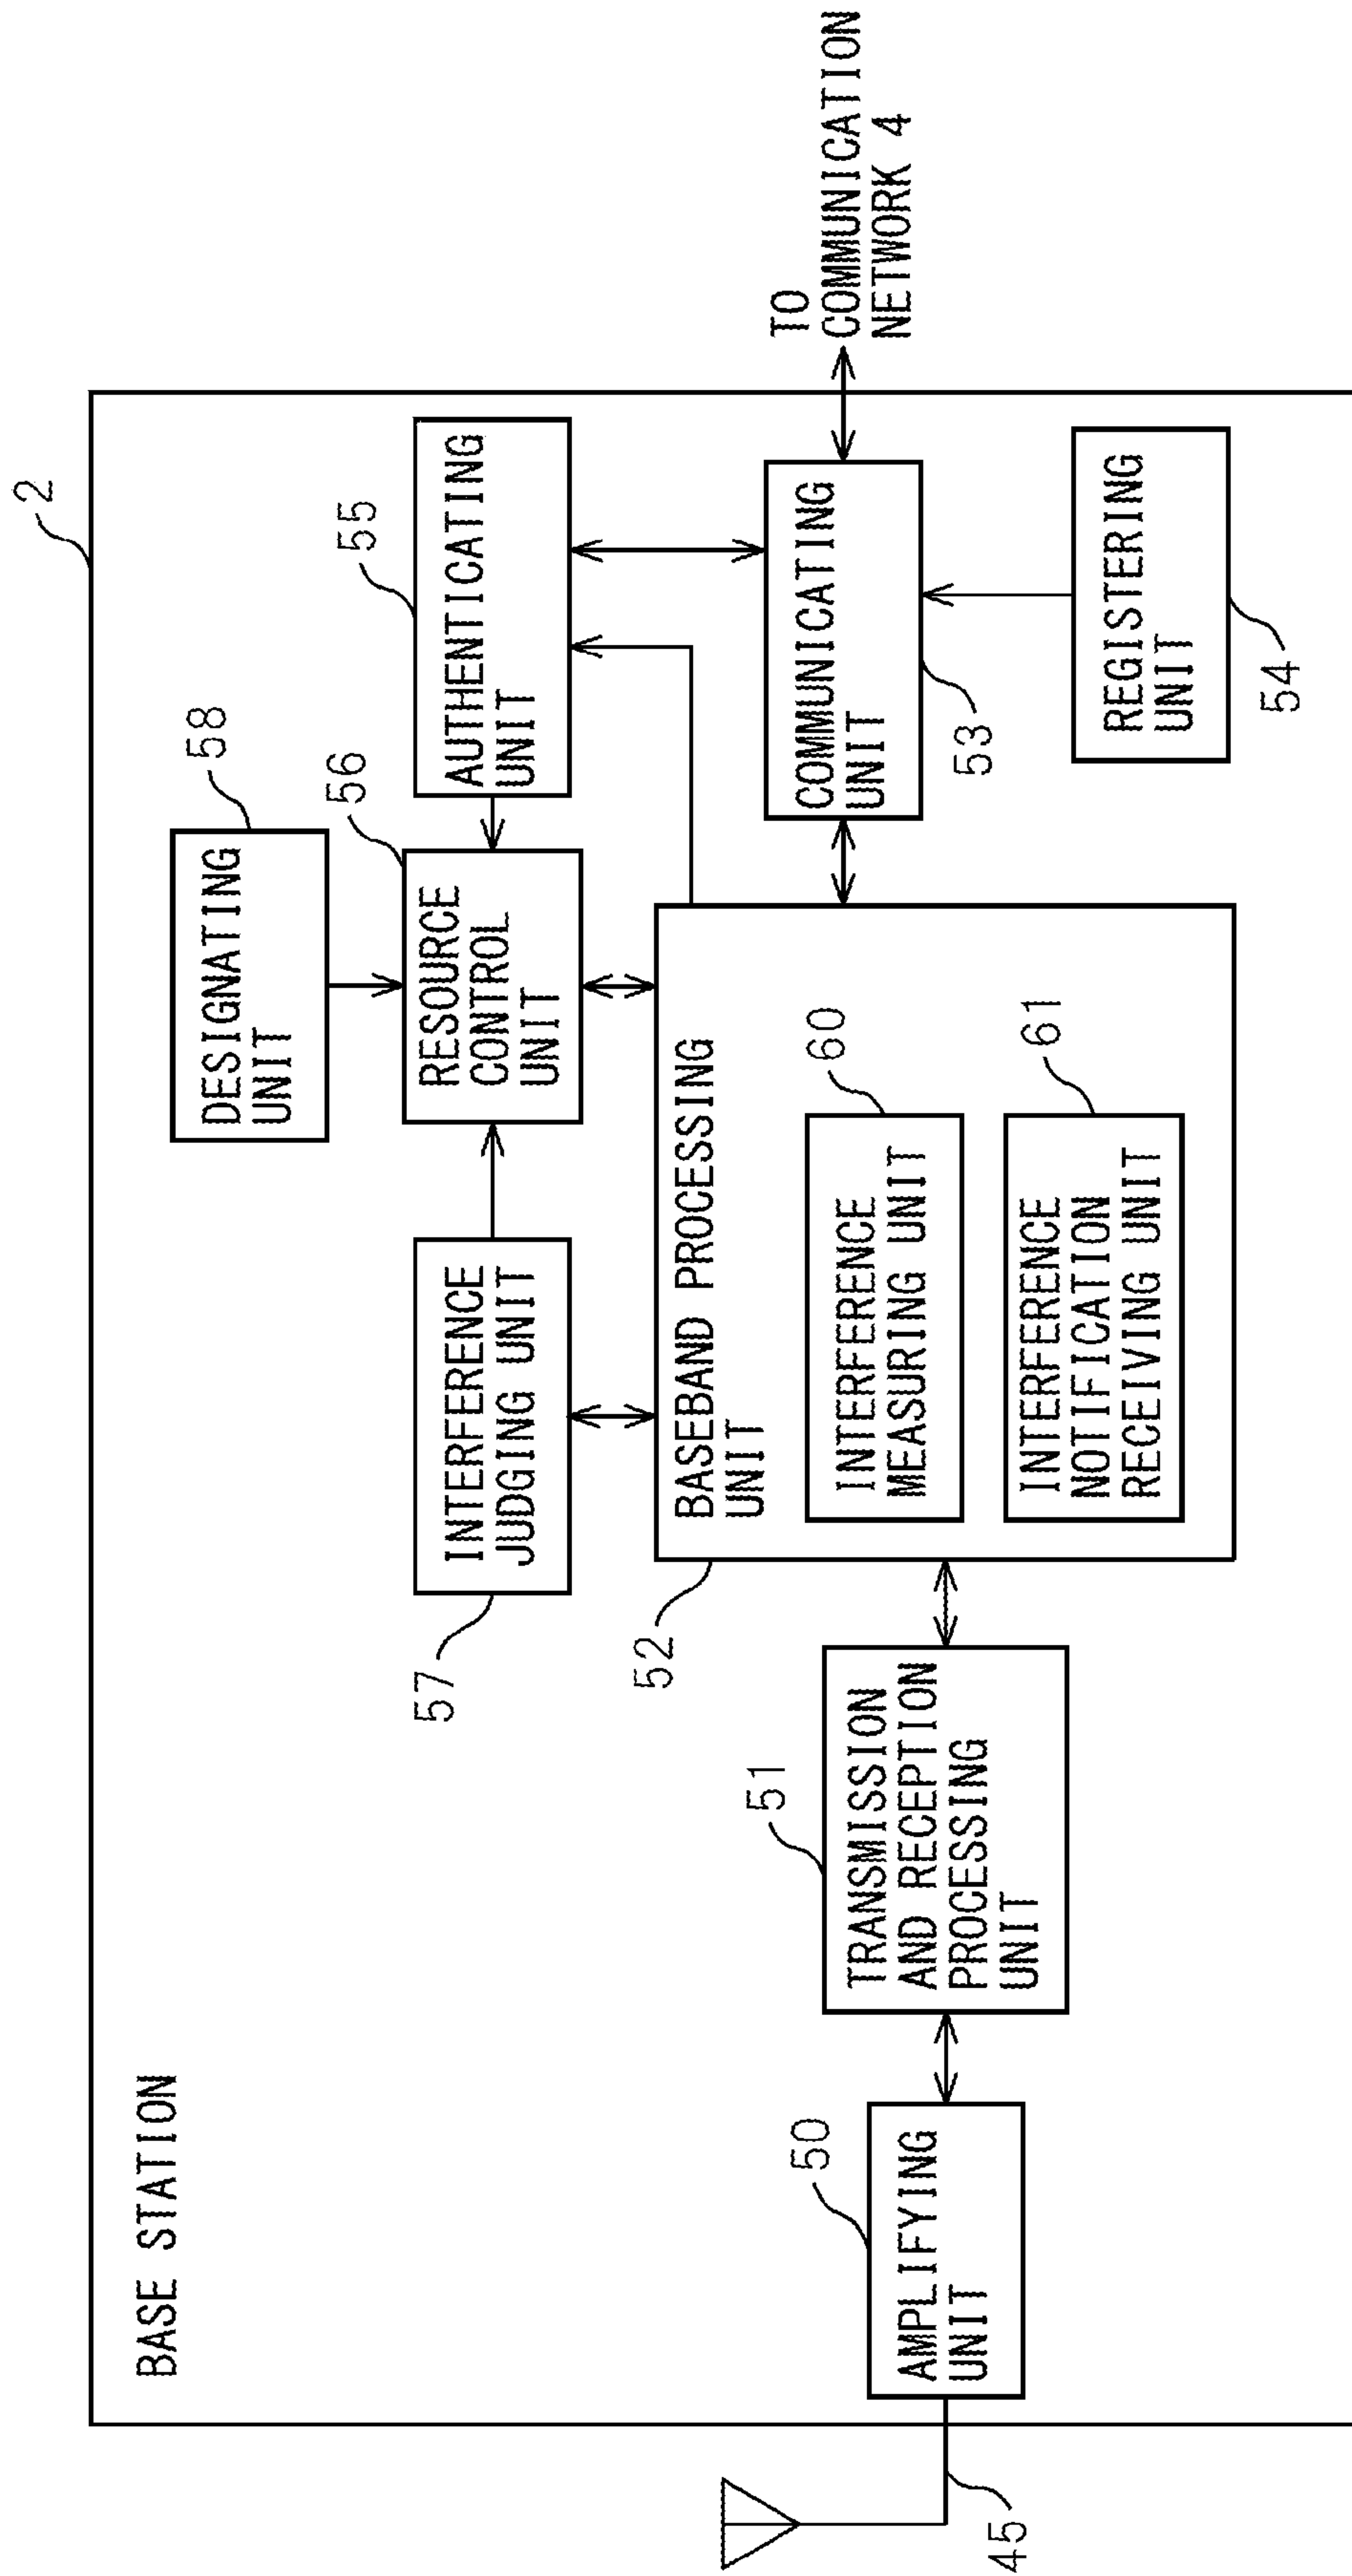 2
BASE STATION
58
DESIGNATING
UNIT
57
INTERFERENCE
JUDGING UNIT
56
RESOURCE
CONTROL
UNIT
55
AUTHENTICATING
UNIT
45
50
AMPLIFYING
UNIT
51
TRANSMISSION
AND RECEPTION
PROCESSING
UNIT
52
BASEBAND PROCESSING
UNIT
60
INTERFERENCE
MEASURING UNIT
61
INTERFERENCE
NOTIFICATION
RECEIVING UNIT
COMMUNICATING
UNIT
53
TO
COMMUNICATION
NETWORK 4
REGISTERING
UNIT
54